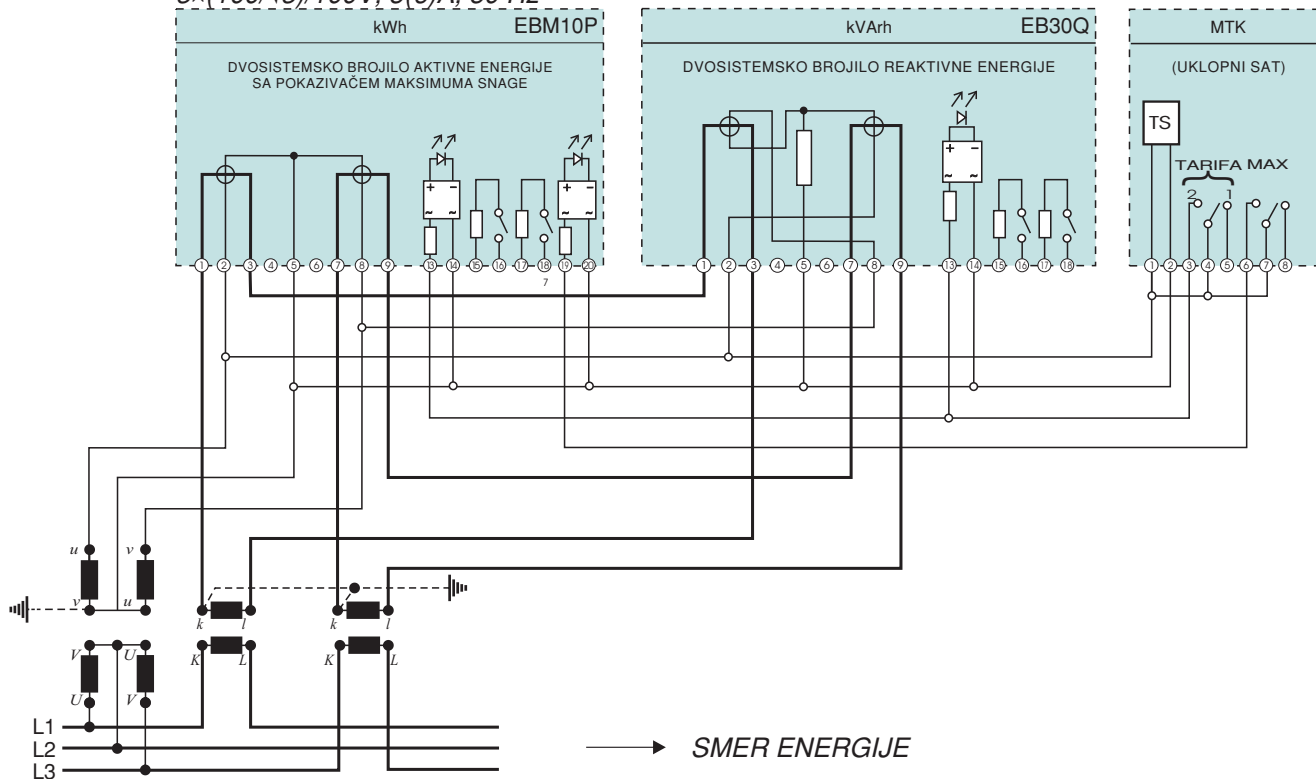 kWh EBM10P
DVOSISTEMSKO BROJILO AKTIVNE ENERGIJE
SA POKAZIVAČEM MAKSIMUMA SNAGE
+ − + −
~ ~ ~ ~
1 2 3 4 5 6 7 8 9 13 14 15 16 17 18 19 20
7
kVArh EB30Q
DVOSISTEMSKO BROJILO REAKTIVNE ENERGIJE
+ −
~ ~
1 2 3 4 5 6 7 8 9 13 14 15 16 17 18
MTK
(UKLOPNI SAT)
TS
TARIFA MAX
2 1
1 2 3 4 5 6 7 8
u v
v u
k l k l
V U K L K L
U V
L1
L2
L3
SMER ENERGIJE